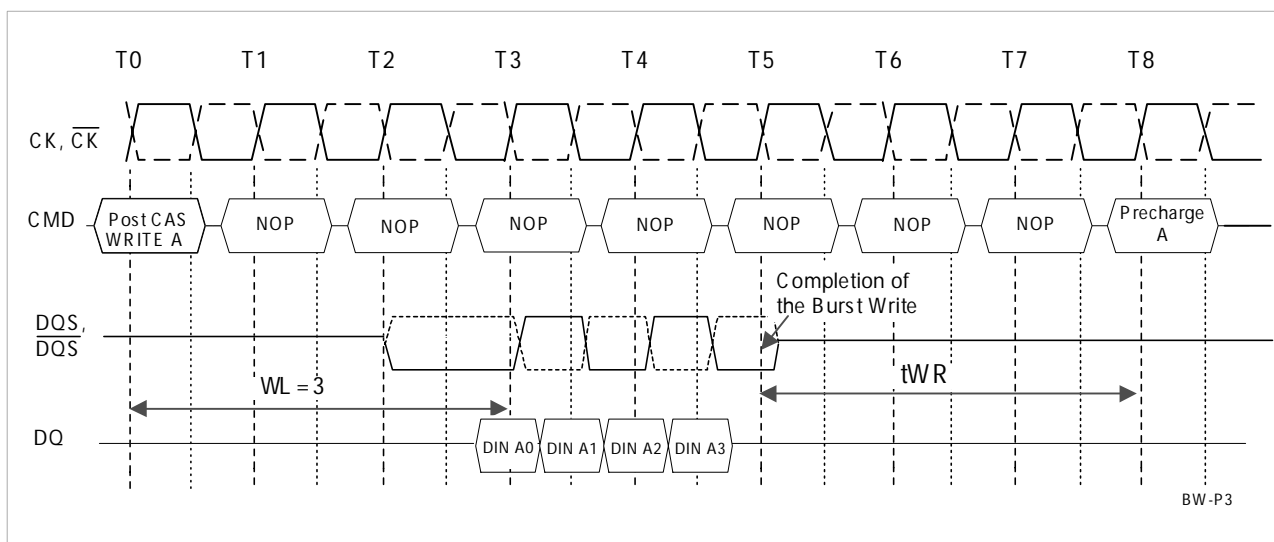 T0 T1 T2 T3 T4 T5 T6 T7 T8
CK, CK
CMD
Post CAS
WRITE A
NOP NOP NOP NOP NOP NOP NOP
Precharge
A
Completion of
the Burst Write
DQS,
DQS
WL = 3
tWR
DQ
DIN A0 DIN A1 DIN A2 DIN A3
BW-P3